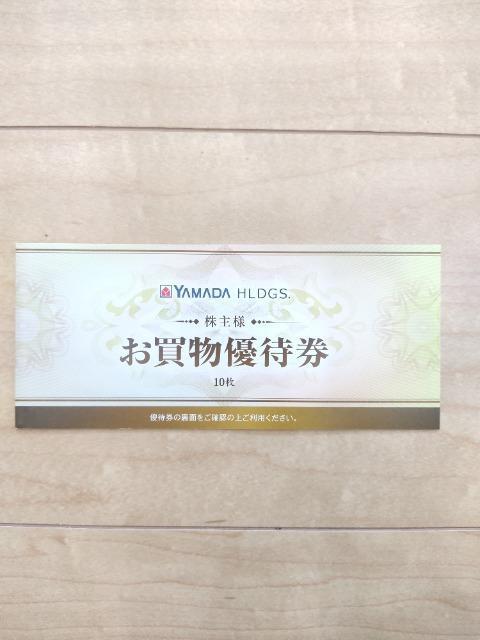 YAMADA HLDGS.
株主様
お買物優待券
10枚
優待券の裏面をご確認の上ご利用ください。